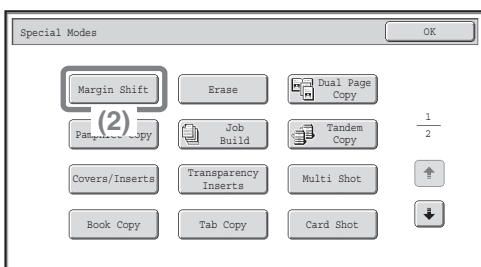 Special Modes OK
Margin Shift Erase Dual Page
Copy
(2)
Pamphlet Copy Job
Build Tandem
Copy
1
2
Covers/Inserts Transparency
Inserts Multi Shot
Book Copy Tab Copy Card Shot